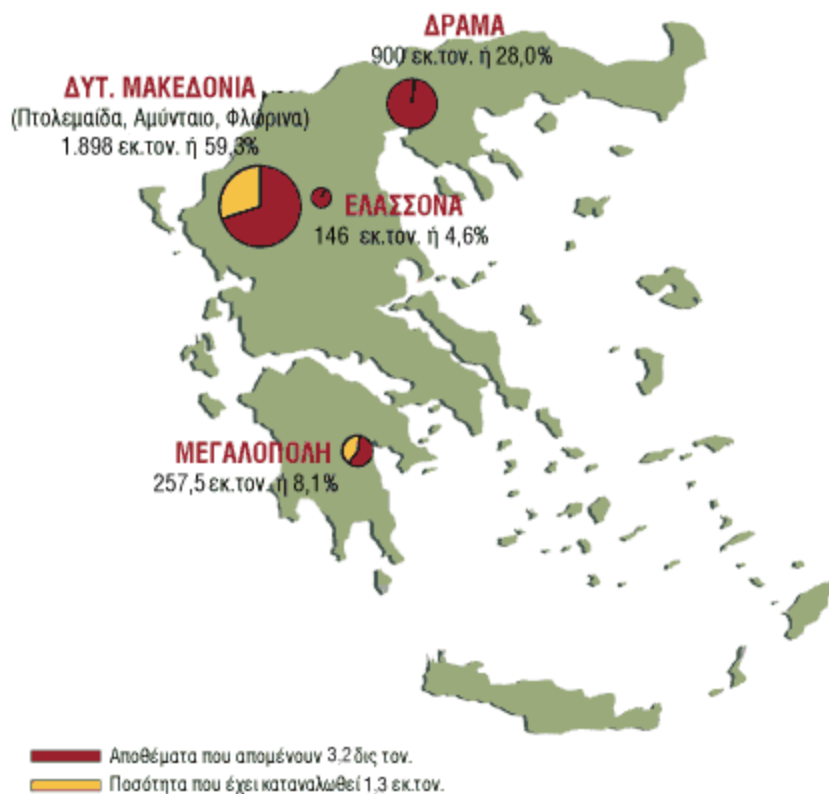 ΔΡΑΜΑ
900 εκ.τον. ή 28,0%
ΔΥΤ. ΜΑΚΕΔΟΝΙΑ
(Πτολεμαίδα, Αμύνταιο, Φλώρινα)
1.898 εκ.τον. ή 59,3%
ΕΛΑΣΣΟΝΑ
146 εκ.τον. ή 4,6%
ΜΕΓΑΛΟΠΟΛΗ
257,5 εκ.τον. ή 8,1%
Αποθέματα που απομένουν 3,2 δις τον.
Ποσότητα που έχει καταναλωθεί 1,3 εκ.τον.